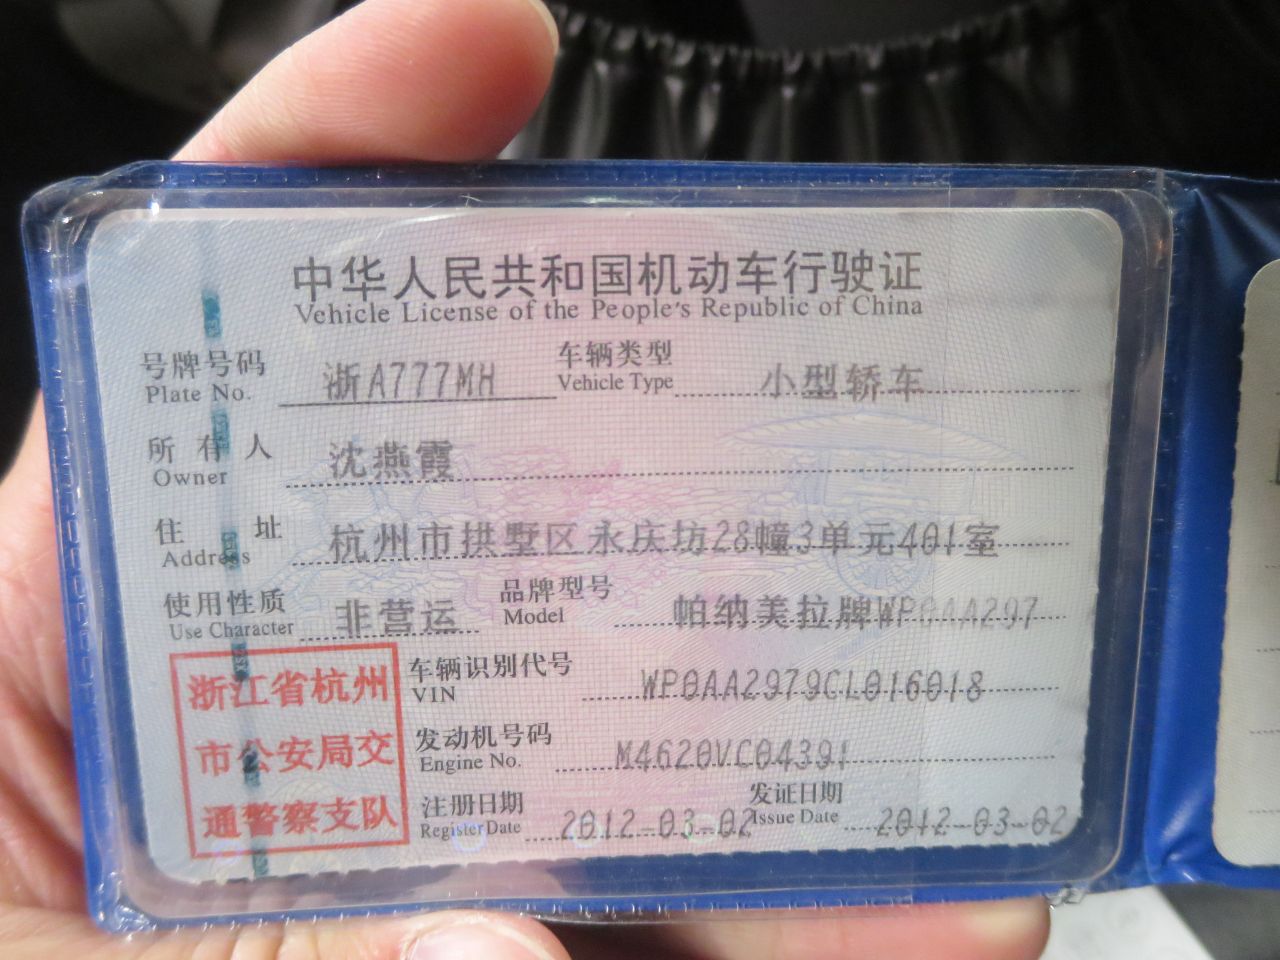 中华人民共和国机动车行驶证
Vehicle License of the People's Republic of China
号牌号码 浙A777MH 车辆类型 小型轿车
Plate No. Vehicle Type
所有人 沈燕霞
Owner
住址 杭州市拱墅区永庆坊28幢3单元401室
Address
使用性质 非营运 品牌型号 帕纳美拉牌WP0AA297
Use Character Model
车辆识别代号 WP0AA2979CL016018
VIN
发动机号码 M4620VC04391
Engine No.
注册日期 2012-03-02 发证日期 2012-03-02
Register Date Issue Date
浙江省杭州
市公安局交
通警察支队